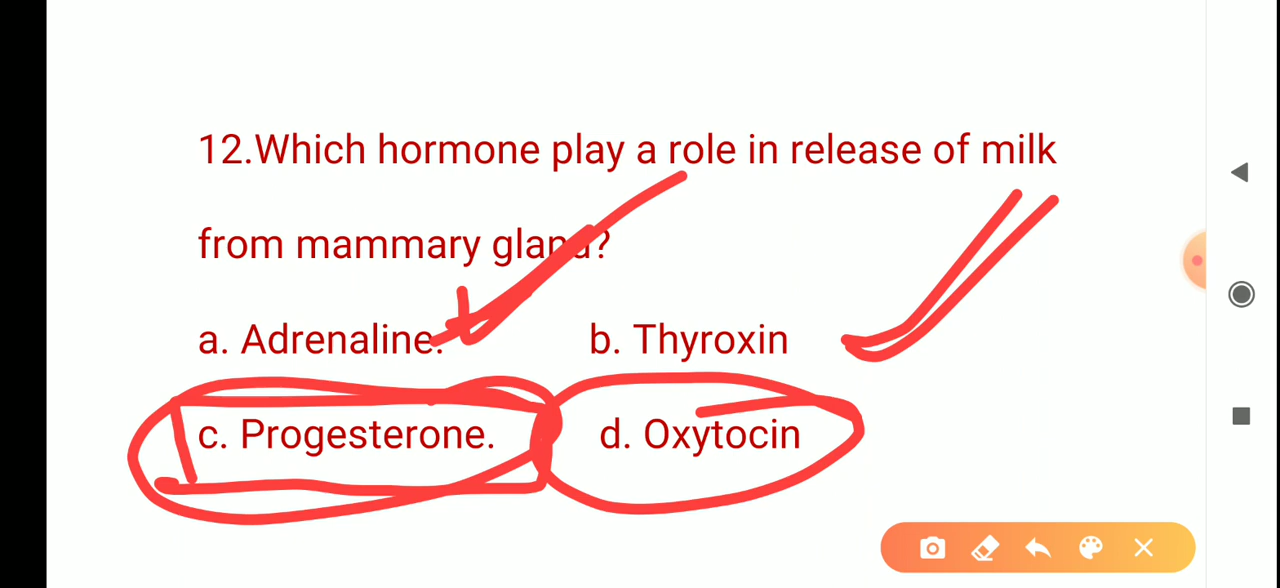 12.Which hormone play a role in release of milk
from mammary gland?
a. Adrenaline. b. Thyroxin
c. Progesterone. d. Oxytocin